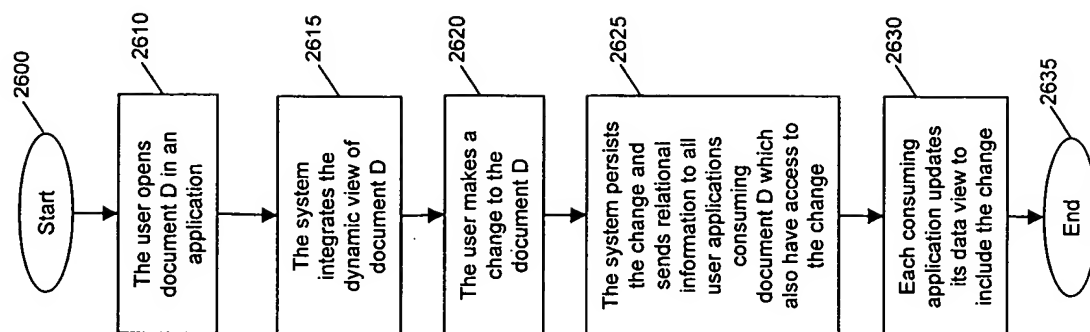 2600
Start
2610
The user opens
document D in an
application
2615
The system
integrates the
dynamic view of
document D
2620
The user makes a
change to the
document D
2625
The system persists
the change and
sends relational
information to all
user applications
consuming
document D which
also have access to
the change
2630
Each consuming
application updates
its data view to
include the change
2635
End